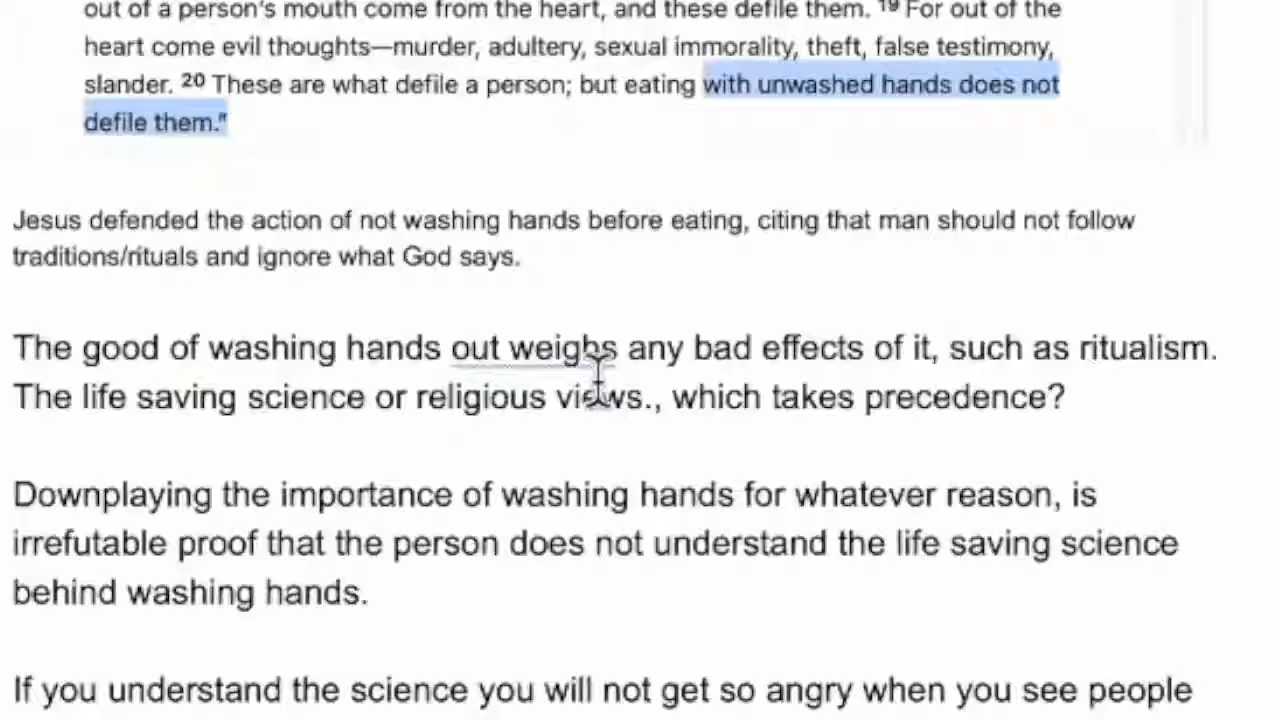 out of a person's mouth come from the heart, and these defile them. 19 For out of the
heart come evil thoughts—murder, adultery, sexual immorality, theft, false testimony,
slander. 20 These are what defile a person; but eating with unwashed hands does not
defile them."
Jesus defended the action of not washing hands before eating, citing that man should not follow
traditions/rituals and ignore what God says.
The good of washing hands out weighs any bad effects of it, such as ritualism.
The life saving science or religious views., which takes precedence?
Downplaying the importance of washing hands for whatever reason, is
irrefutable proof that the person does not understand the life saving science
behind washing hands.
If you understand the science you will not get so angry when you see people